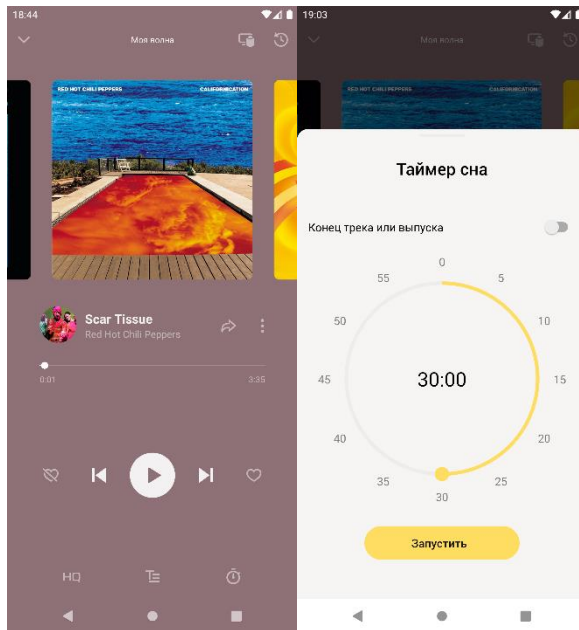 18:44
Моя волна
RED HOT CHILI PEPPERS
CALIFORNICATION
Scar Tissue
Red Hot Chili Peppers
0:01
3:35
HQ
19:03
Моя волна
RED HOT CHILI PEPPERS
CALIFORNICATION
Таймер сна
Конец трека или выпуска
0
5
10
15
20
25
30
35
40
45
50
55
30:00
Запустить